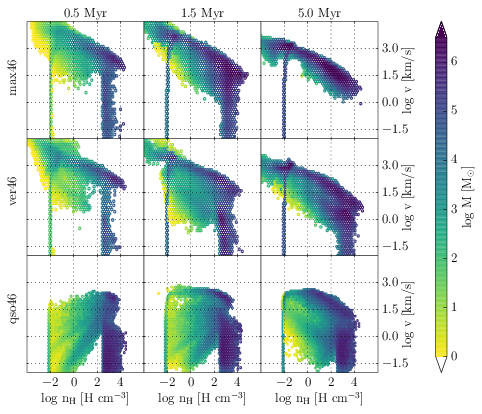 0.5 Myr 1.5 Myr 5.0 Myr
max46
3.0
1.5
0.0
−1.5
log v [km/s]
ver46
3.0
1.5
0.0
−1.5
log v [km/s]
qso46
3.0
1.5
0.0
−1.5
log v [km/s]
−2 0 2 4 −2 0 2 4 −2 0 2 4
log n_H [H cm⁻³] log n_H [H cm⁻³] log n_H [H cm⁻³]
6
5
4
3
2
1
0
log M [M☉]